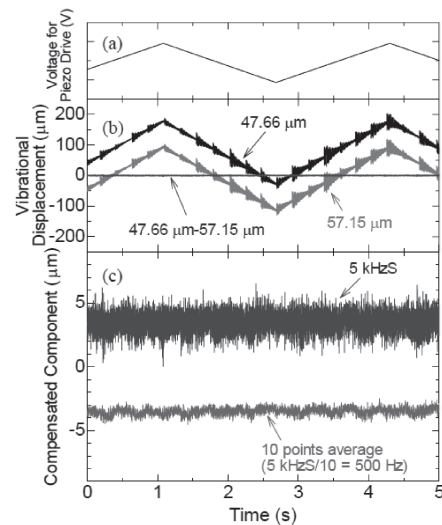 Voltage for
Piezo Drive (V)
(a)
Vibrational
Displacement (μm)
200
100
0
-100
-200
(b)
47.66 μm
47.66 μm-57.15 μm
57.15 μm
Compensated Component (μm)
5
0
-5
(c)
5 kHzS
10 points average
(5 kHzS/10 = 500 Hz)
0 1 2 3 4 5
Time (s)